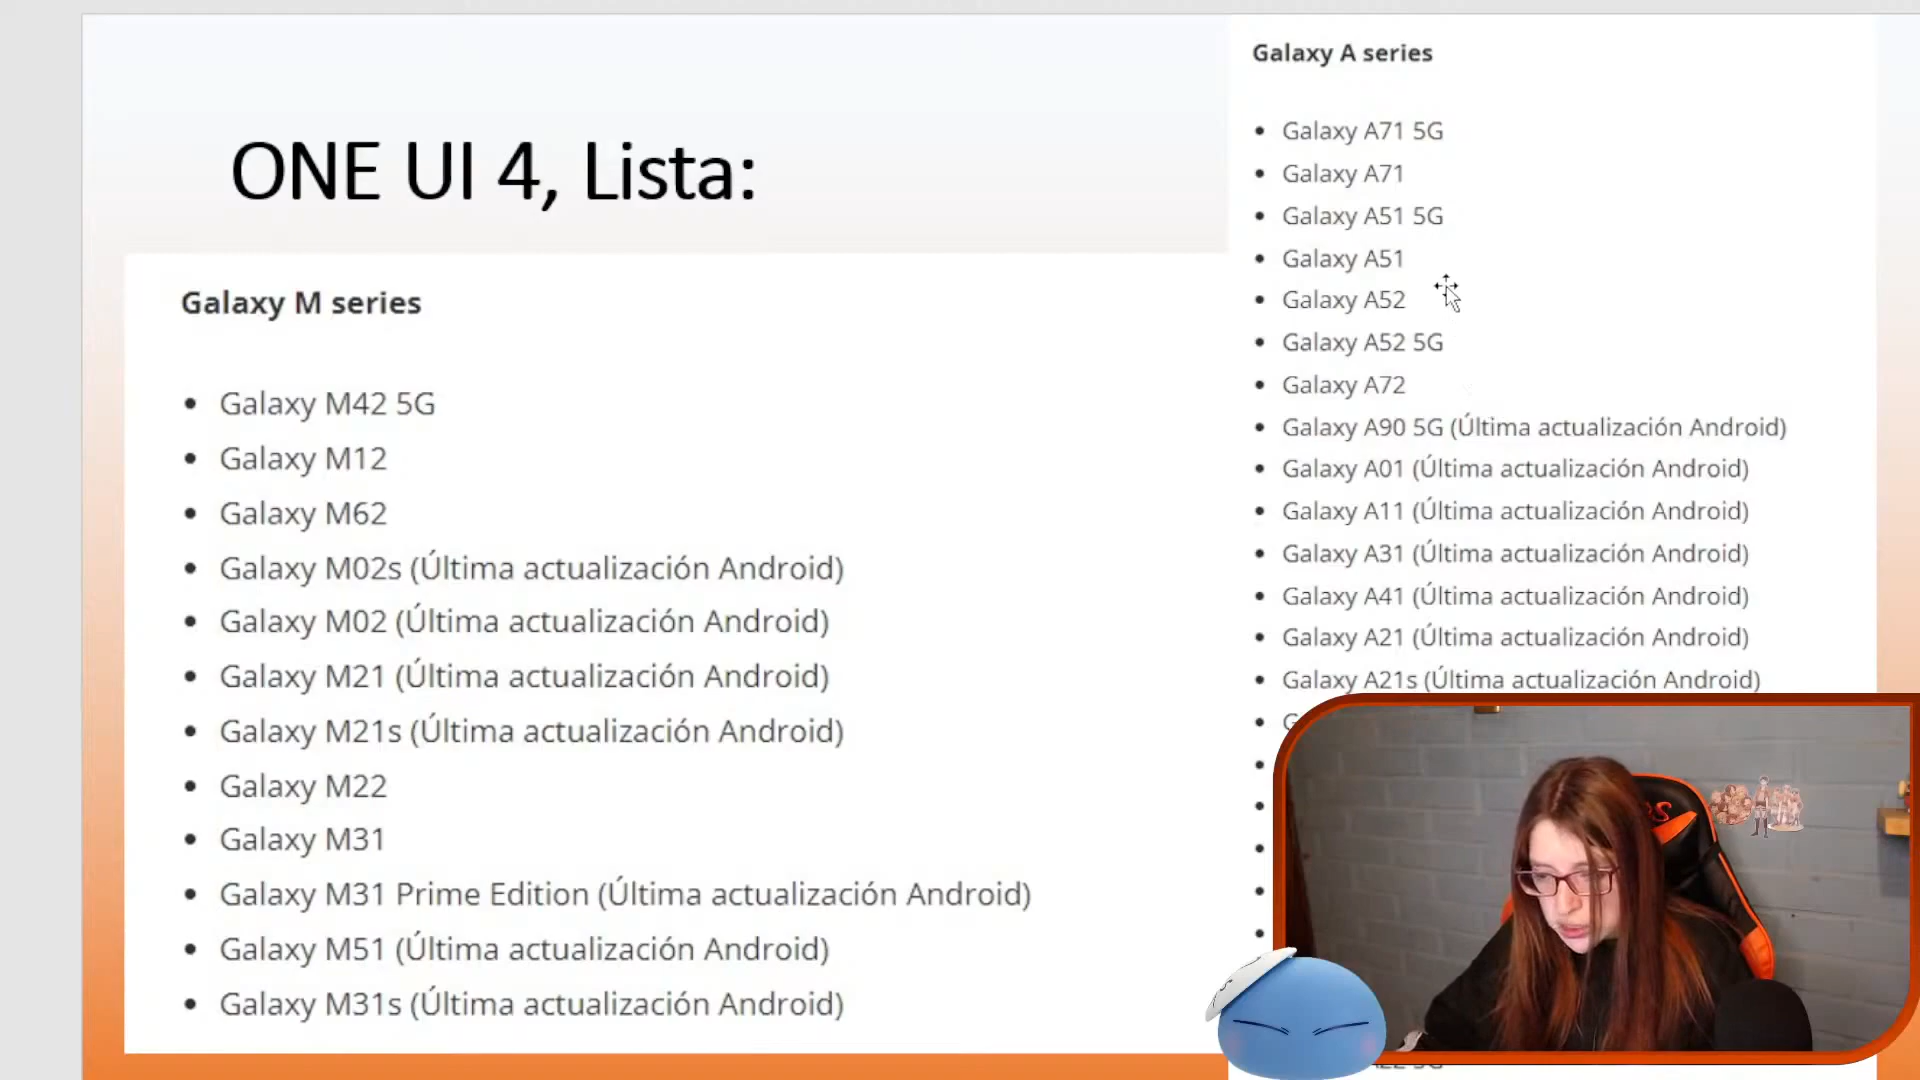 ONE UI 4, Lista:
Galaxy M series
Galaxy M42 5G
Galaxy M12
Galaxy M62
Galaxy M02s (Última actualización Android)
Galaxy M02 (Última actualización Android)
Galaxy M21 (Última actualización Android)
Galaxy M21s (Última actualización Android)
Galaxy M22
Galaxy M31
Galaxy M31 Prime Edition (Última actualización Android)
Galaxy M51 (Última actualización Android)
Galaxy M31s (Última actualización Android)
Galaxy A series
Galaxy A71 5G
Galaxy A71
Galaxy A51 5G
Galaxy A51
Galaxy A52
Galaxy A52 5G
Galaxy A72
Galaxy A90 5G (Última actualización Android)
Galaxy A01 (Última actualización Android)
Galaxy A11 (Última actualización Android)
Galaxy A31 (Última actualización Android)
Galaxy A41 (Última actualización Android)
Galaxy A21 (Última actualización Android)
Galaxy A21s (Última actualización Android)